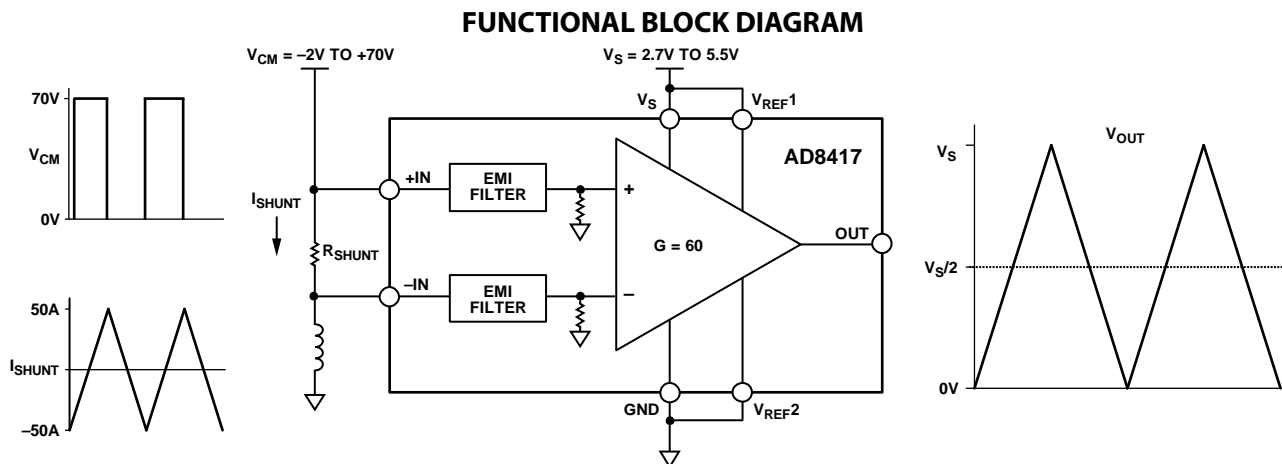 FUNCTIONAL BLOCK DIAGRAM
V_CM = –2V TO +70V
V_S = 2.7V TO 5.5V
70V
V_CM
0V
50A
I_SHUNT
–50A
I_SHUNT
R_SHUNT
V_S
V_REF1
AD8417
+IN
EMI
FILTER
+
G = 60
OUT
–IN
EMI
FILTER
–
GND
V_REF2
V_OUT
V_S
V_S/2
0V